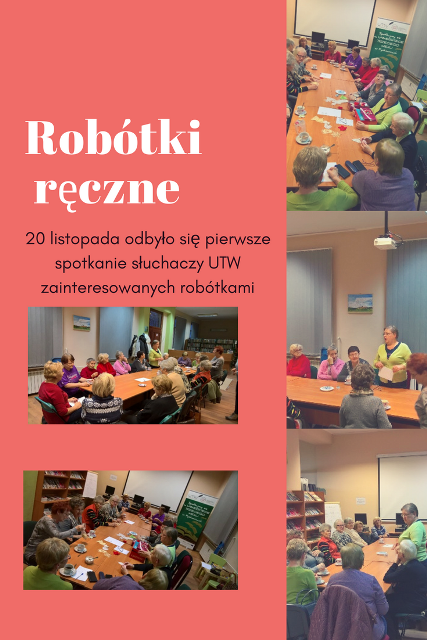 Robótki
ręczne
20 listopada odbyło się pierwsze
spotkanie słuchaczy UTW
zainteresowanych robótkami